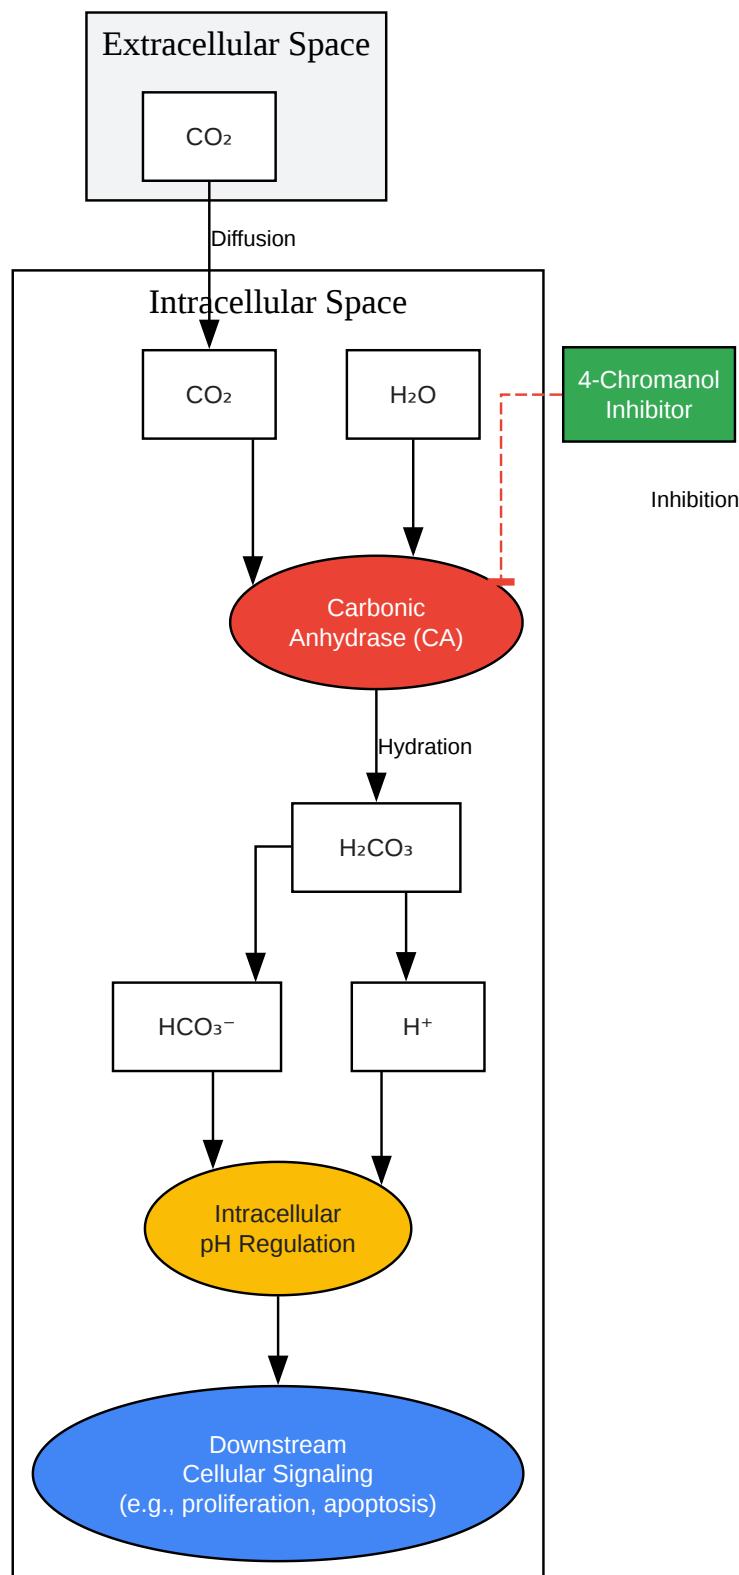 Extracellular Space
CO₂
Diffusion
Intracellular Space
CO₂
H₂O
4-Chromanol
Inhibitor
Inhibition
Carbonic
Anhydrase (CA)
Hydration
H₂CO₃
HCO₃⁻
H⁺
Intracellular
pH Regulation
Downstream
Cellular Signaling
(e.g., proliferation, apoptosis)